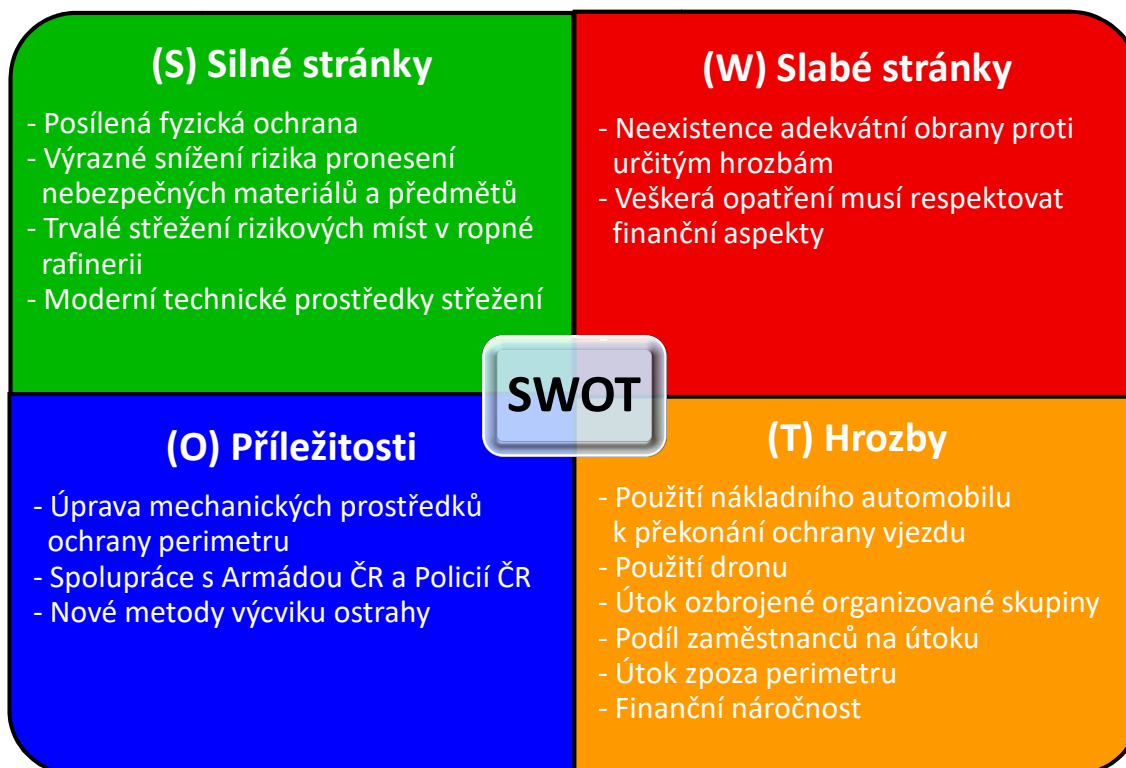 (S) Silné stránky
- Posílená fyzická ochrana
- Výrazné snížení rizika pronesení
nebezpečných materiálů a předmětů
- Trvalé střežení rizikových míst v ropné
rafinerii
- Moderní technické prostředky střežení
(W) Slabé stránky
- Neexistence adekvátní obrany proti
určitým hrozbám
- Veškerá opatření musí respektovat
finanční aspekty
-
SWOT
(O) Příležitosti
- Úprava mechanických prostředků
ochrany perimetru
- Spolupráce s Armádou ČR a Policií ČR
- Nové metody výcviku ostrahy
(T) Hrozby
- Použití nákladního automobilu
k překonání ochrany vjezdu
- Použití dronu
- Útok ozbrojené organizované skupiny
- Podíl zaměstnanců na útoku
- Útok zpoza perimetru
- Finanční náročnost